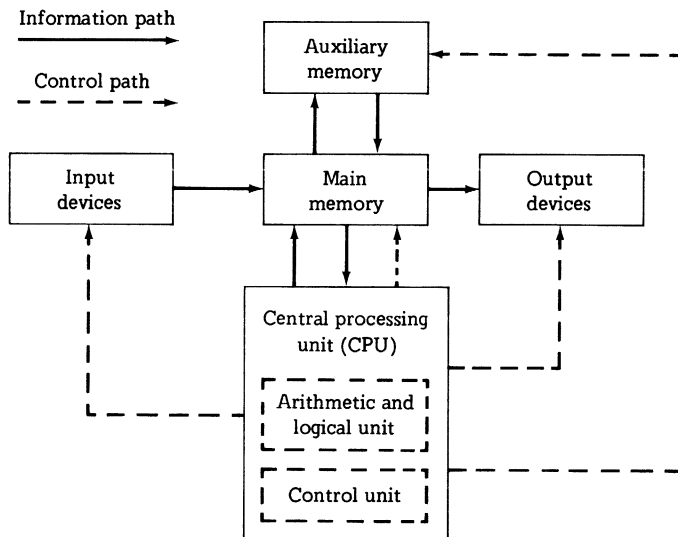 Information path
Control path
Auxiliary
memory
Input
devices
Main
memory
Output
devices
Central processing
unit (CPU)
Arithmetic and
logical unit
Control unit